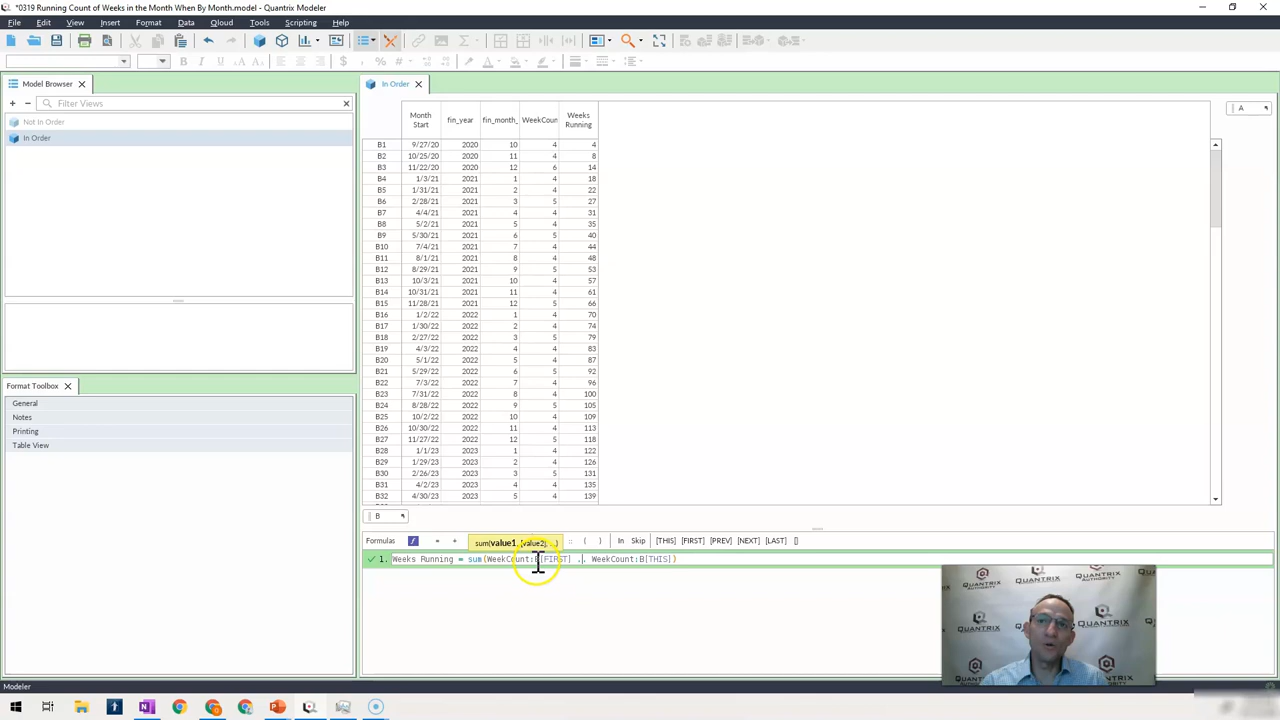 *0319 Running Count of Weeks in the Month When By Month.model - Quantrix Modeler
File Edit View Insert Format Data Qloud Tools Scripting Help
Model Browser
Filter Views
Not In Order
In Order
Format Toolbox
General
Notes
Printing
Table View
In Order
A
Month Start fin_year fin_month_ WeekCoun Weeks Running
B1 9/27/20 2020 10 4 4
B2 10/25/20 2020 11 4 8
B3 11/22/20 2020 12 6 14
B4 1/3/21 2021 1 4 18
B5 1/31/21 2021 2 4 22
B6 2/28/21 2021 3 5 27
B7 4/4/21 2021 4 4 31
B8 5/2/21 2021 5 4 35
B9 5/30/21 2021 6 5 40
B10 7/4/21 2021 7 4 44
B11 8/1/21 2021 8 4 48
B12 8/29/21 2021 9 5 53
B13 10/3/21 2021 10 4 57
B14 10/31/21 2021 11 4 61
B15 11/28/21 2021 12 5 66
B16 1/2/22 2022 1 4 70
B17 1/30/22 2022 2 4 74
B18 2/27/22 2022 3 5 79
B19 4/3/22 2022 4 4 83
B20 5/1/22 2022 5 4 87
B21 5/29/22 2022 6 5 92
B22 7/3/22 2022 7 4 96
B23 7/31/22 2022 8 4 100
B24 8/28/22 2022 9 5 105
B25 10/2/22 2022 10 4 109
B26 10/30/22 2022 11 4 113
B27 11/27/22 2022 12 5 118
B28 1/1/23 2023 1 4 122
B29 1/29/23 2023 2 4 126
B30 2/26/23 2023 3 5 131
B31 4/2/23 2023 4 4 135
B32 4/30/23 2023 5 4 139
B
Formulas f = + sum(value1, [value2], ...) :: ( ) In Skip [THIS] [FIRST] [PREV] [NEXT] [LAST] []
1. Weeks Running = sum(WeekCount:B[FIRST] .. WeekCount:B[THIS])
QUANTRIX
AUTHORITY
QUANTRIX
AUTHORITY
Modeler